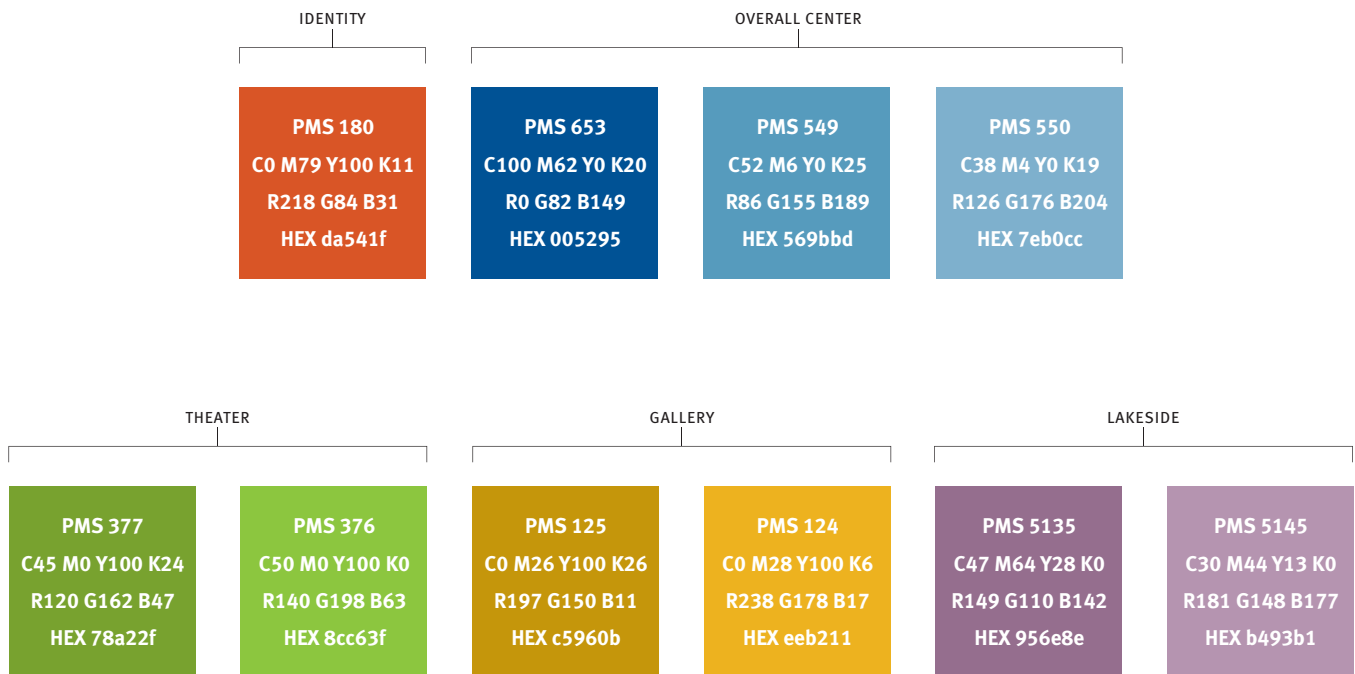 IDENTITY
OVERALL CENTER
PMS 180
C0 M79 Y100 K11
R218 G84 B31
HEX da541f
PMS 653
C100 M62 Y0 K20
R0 G82 B149
HEX 005295
PMS 549
C52 M6 Y0 K25
R86 G155 B189
HEX 569bbd
PMS 550
C38 M4 Y0 K19
R126 G176 B204
HEX 7eb0cc
THEATER
GALLERY
LAKESIDE
PMS 377
C45 M0 Y100 K24
R120 G162 B47
HEX 78a22f
PMS 376
C50 M0 Y100 K0
R140 G198 B63
HEX 8cc63f
PMS 125
C0 M26 Y100 K26
R197 G150 B11
HEX c5960b
PMS 124
C0 M28 Y100 K6
R238 G178 B17
HEX eeb211
PMS 5135
C47 M64 Y28 K0
R149 G110 B142
HEX 956e8e
PMS 5145
C30 M44 Y13 K0
R181 G148 B177
HEX b493b1